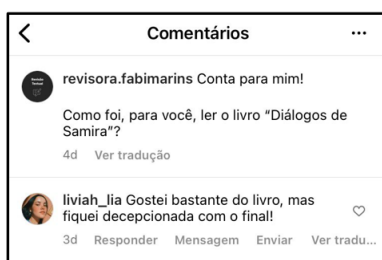 Comentários
revisora.fabimarins Conta para mim!
Como foi, para você, ler o livro “Diálogos de
Samira”?
4d Ver tradução
liviah_lia Gostei bastante do livro, mas
fiquei decepcionada com o final!
3d Responder Mensagem Enviar Ver tradu...